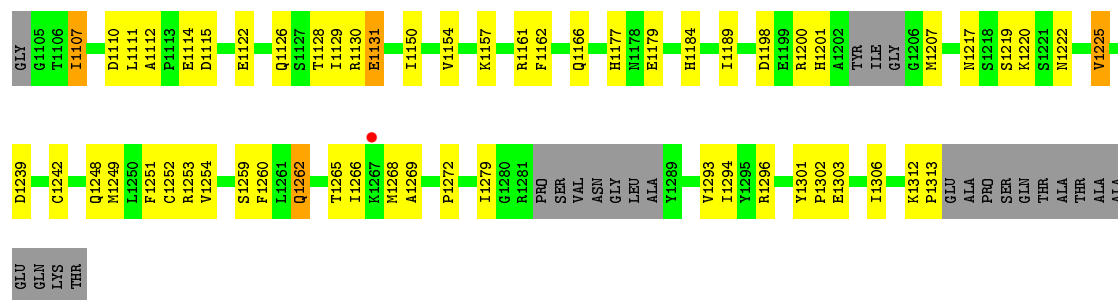 GLY G1105 T1106 I1107 D1110 L1111 A1112 P1113 E1114 D1115 E1122 Q1126 S1127 T1128 I1129 R1130 E1131 I1150 V1154 K1157 R1161 F1162 Q1166 H1177 N1178 E1179 H1184 I1189 D1198 E1199 R1200 H1201 A1202 TYR ILE GLY G1206 M1207 N1217 S1218 S1219 K1220 S1221 N1222 V1225
D1239 C1242 Q1248 M1249 L1250 F1251 C1252 R1253 V1254 S1259 F1260 L1261 Q1262 T1265 I1266 K1267 M1268 A1269 P1272 I1279 G1280 R1281 PRO SER VAL ASN GLY LEU ALA Y1289 V1293 I1294 Y1295 R1296 Y1301 P1302 E1303 I1306 K1312 P1313 GLU ALA PRO SER GLN THR ALA THR ALA ALA
GLU GLN LYS THR